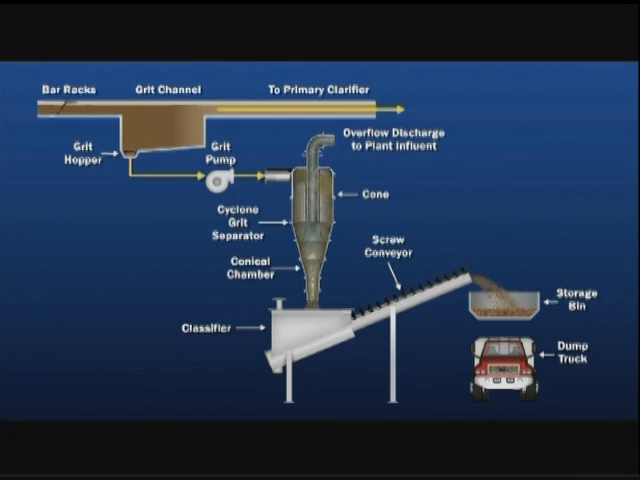 Bar Racks
Grit Channel
To Primary Clarifier
Overflow Discharge
to Plant Influent
Grit
Hopper
Grit
Pump
Cone
Cyclone
Grit
Separator
Screw
Conveyor
Conical
Chamber
Storage
Bin
Classifier
Dump
Truck